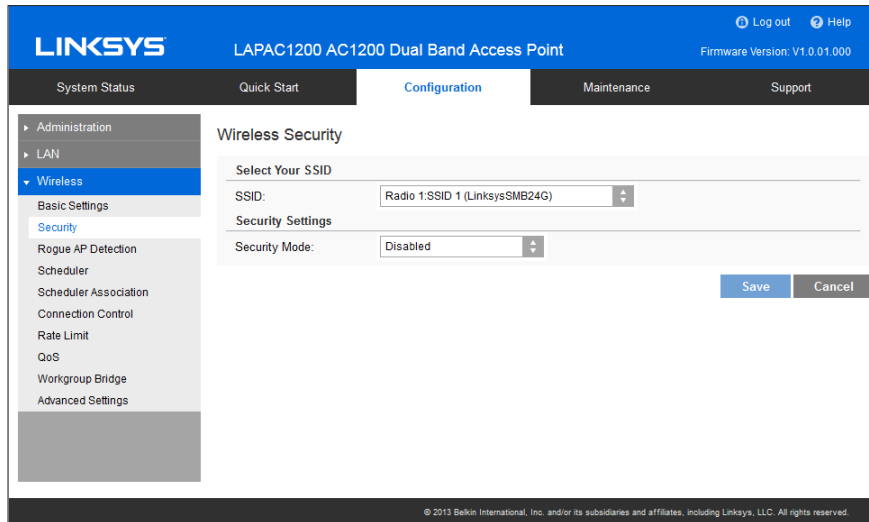 Log out Help
LINKSYS LAPAC1200 AC1200 Dual Band Access Point Firmware Version: V1.0.01.000
System Status Quick Start Configuration Maintenance Support
Administration
LAN
Wireless
Basic Settings
Security
Rogue AP Detection
Scheduler
Scheduler Association
Connection Control
Rate Limit
QoS
Workgroup Bridge
Advanced Settings
Wireless Security
Select Your SSID
SSID: Radio 1:SSID 1 (LinksysSMB24G)
Security Settings
Security Mode: Disabled
Save Cancel
© 2013 Belkin International, Inc. and/or its subsidiaries and affiliates, including Linksys, LLC. All rights reserved.